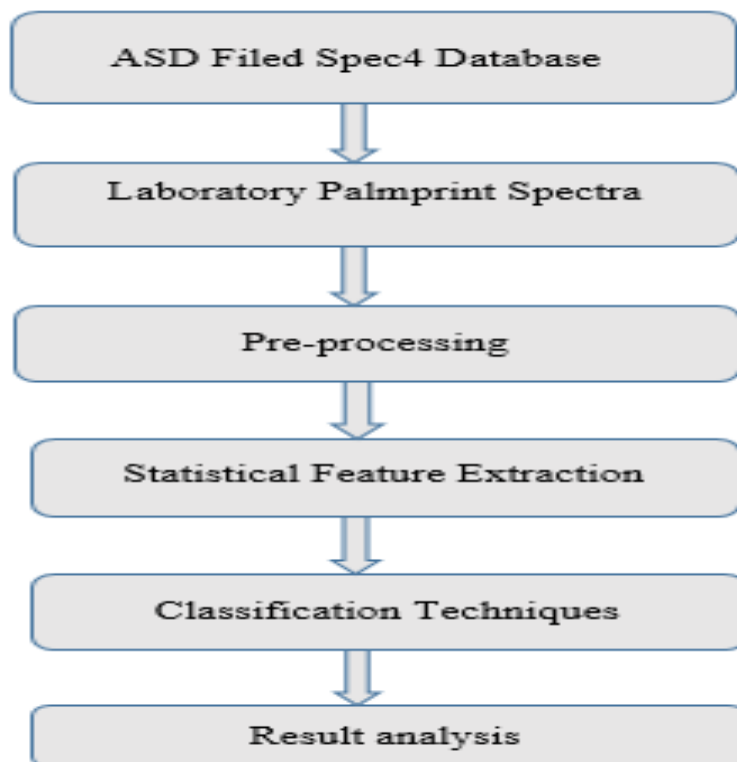 ASD Filed Spec4 Database
Laboratory Palmprint Spectra
Pre-processing
Statistical Feature Extraction
Classification Techniques
Result analysis